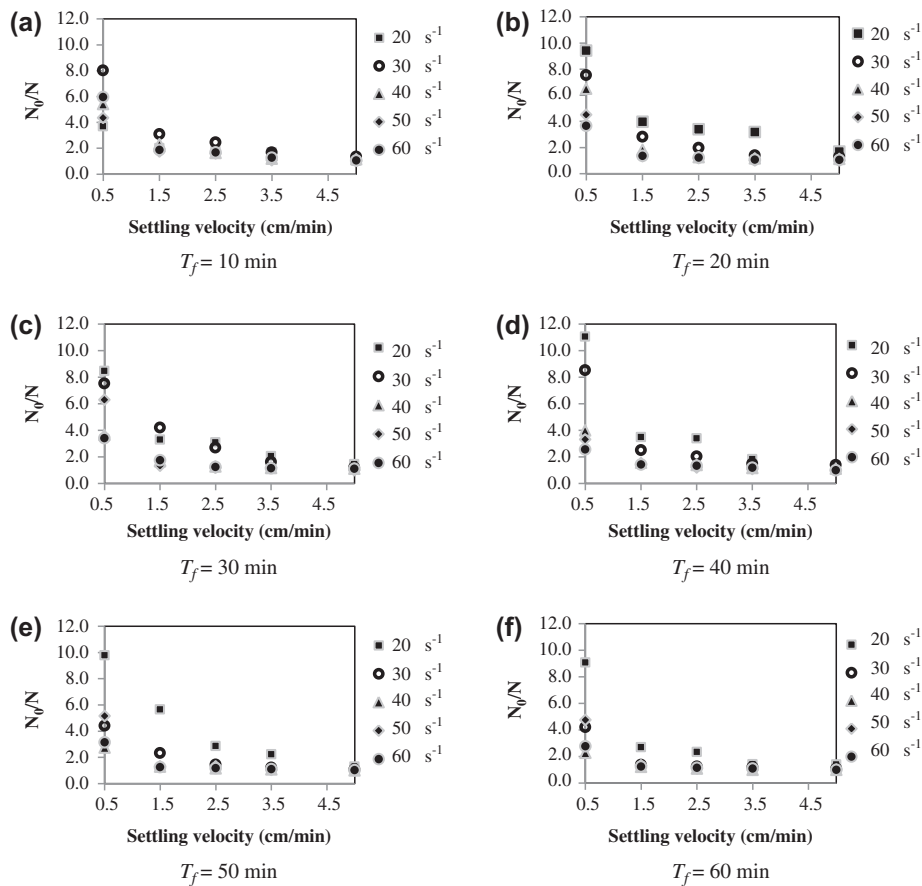 (a)
12.0
10.0
8.0
6.0
4.0
2.0
0.0
N₀/N
0.5 1.5 2.5 3.5 4.5
Settling velocity (cm/min)
20 s⁻¹
30 s⁻¹
40 s⁻¹
50 s⁻¹
60 s⁻¹
T_f = 10 min
(b)
12.0
10.0
8.0
6.0
4.0
2.0
0.0
N₀/N
0.5 1.5 2.5 3.5 4.5
Settling velocity (cm/min)
20 s⁻¹
30 s⁻¹
40 s⁻¹
50 s⁻¹
60 s⁻¹
T_f = 20 min
(c)
12.0
10.0
8.0
6.0
4.0
2.0
0.0
N₀/N
0.5 1.5 2.5 3.5 4.5
Settling velocity (cm/min)
20 s⁻¹
30 s⁻¹
40 s⁻¹
50 s⁻¹
60 s⁻¹
T_f = 30 min
(d)
12.0
10.0
8.0
6.0
4.0
2.0
0.0
N₀/N
0.5 1.5 2.5 3.5 4.5
Settling velocity (cm/min)
20 s⁻¹
30 s⁻¹
40 s⁻¹
50 s⁻¹
60 s⁻¹
T_f = 40 min
(e)
12.0
10.0
8.0
6.0
4.0
2.0
0.0
N₀/N
0.5 1.5 2.5 3.5 4.5
Settling velocity (cm/min)
20 s⁻¹
30 s⁻¹
40 s⁻¹
50 s⁻¹
60 s⁻¹
T_f = 50 min
(f)
12.0
10.0
8.0
6.0
4.0
2.0
0.0
N₀/N
0.5 1.5 2.5 3.5 4.5
Settling velocity (cm/min)
20 s⁻¹
30 s⁻¹
40 s⁻¹
50 s⁻¹
60 s⁻¹
T_f = 60 min